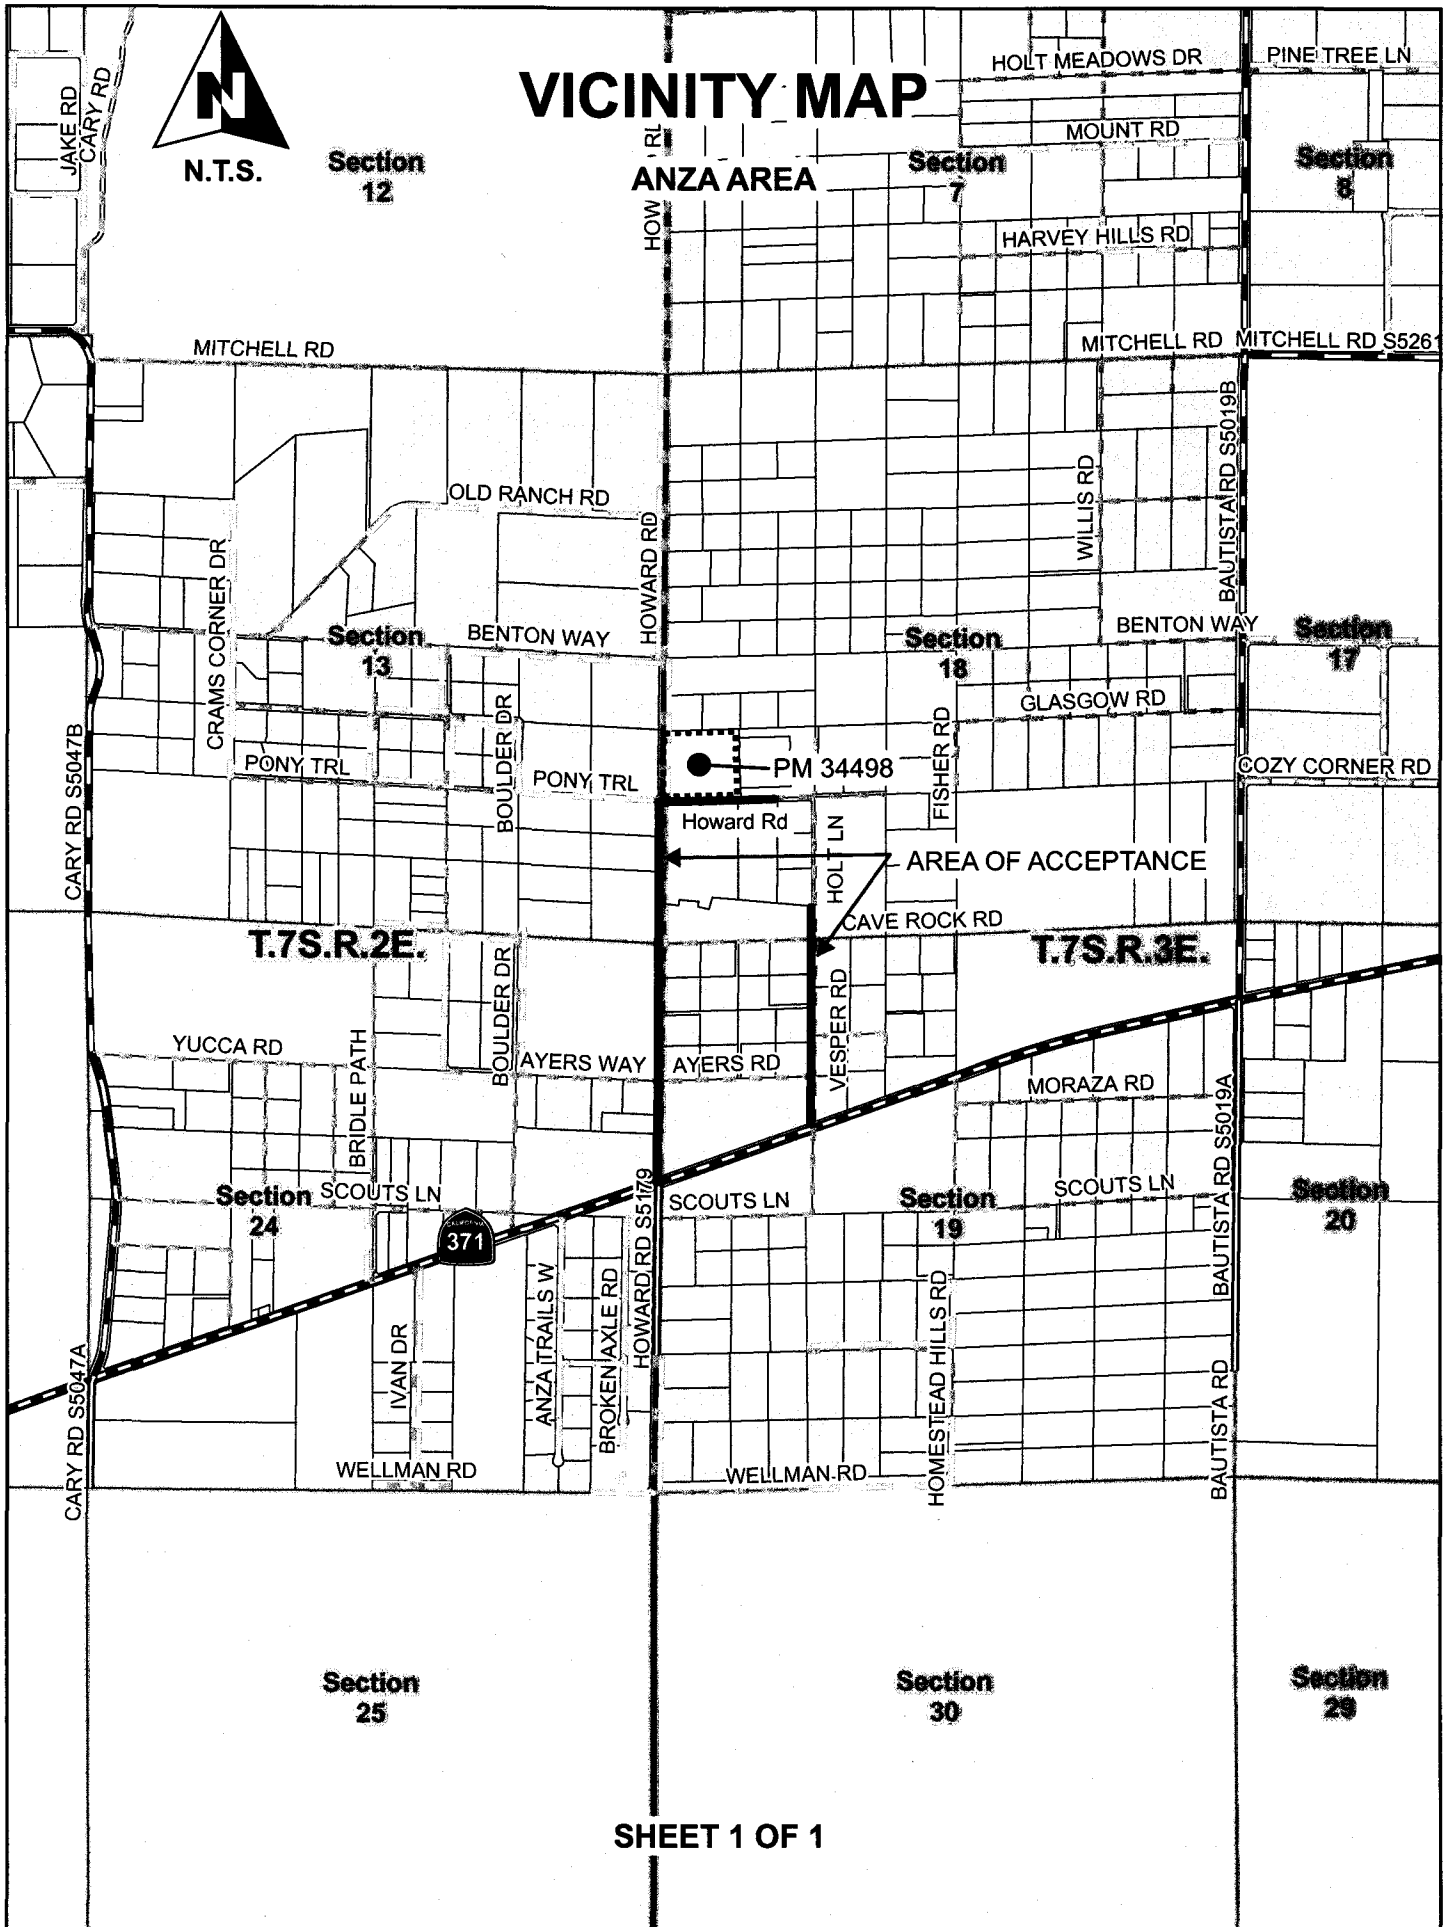 HOLT MEADOWS DR
PINE TREE LN
VICINITY MAP
JAKE RD
CARY RD
N
MOUNT RD
N.T.S.
Section
12
ANZA AREA
Section
7
Section
8
HARVEY HILLS RD
MITCHELL RD
MITCHELL RD
MITCHELL RD S5261
BAUTISTA RD S5019B
OLD RANCH RD
WILLIS RD
HOWARD RD
CRAMS CORNER DR
Section
13
BENTON WAY
Section
18
BENTON WAY
Section
17
GLASGOW RD
BOULDER DR
FISHER RD
CARY RD S5047B
PONY TRL
PONY TRL
PM 34498
COZY CORNER RD
Howard Rd
HOLT LN
AREA OF ACCEPTANCE
CAVE ROCK RD
T.7S.R.2E.
T.7S.R.3E.
BOULDER DR
VESPER RD
YUCCA RD
BRIDLE PATH
AYERS WAY
AYERS RD
MORAZA RD
BAUTISTA RD S5019A
Section
24
SCOUTS LN
HOWARD RD S5179
SCOUTS LN
Section
19
SCOUTS LN
Section
20
371
ANZA TRAILS W
BROKEN AXLE RD
HOMESTEAD HILLS RD
IVAN DR
CARY RD S5047A
BAUTISTA RD
WELLMAN RD
WELLMAN RD
Section
25
Section
30
Section
29
SHEET 1 OF 1